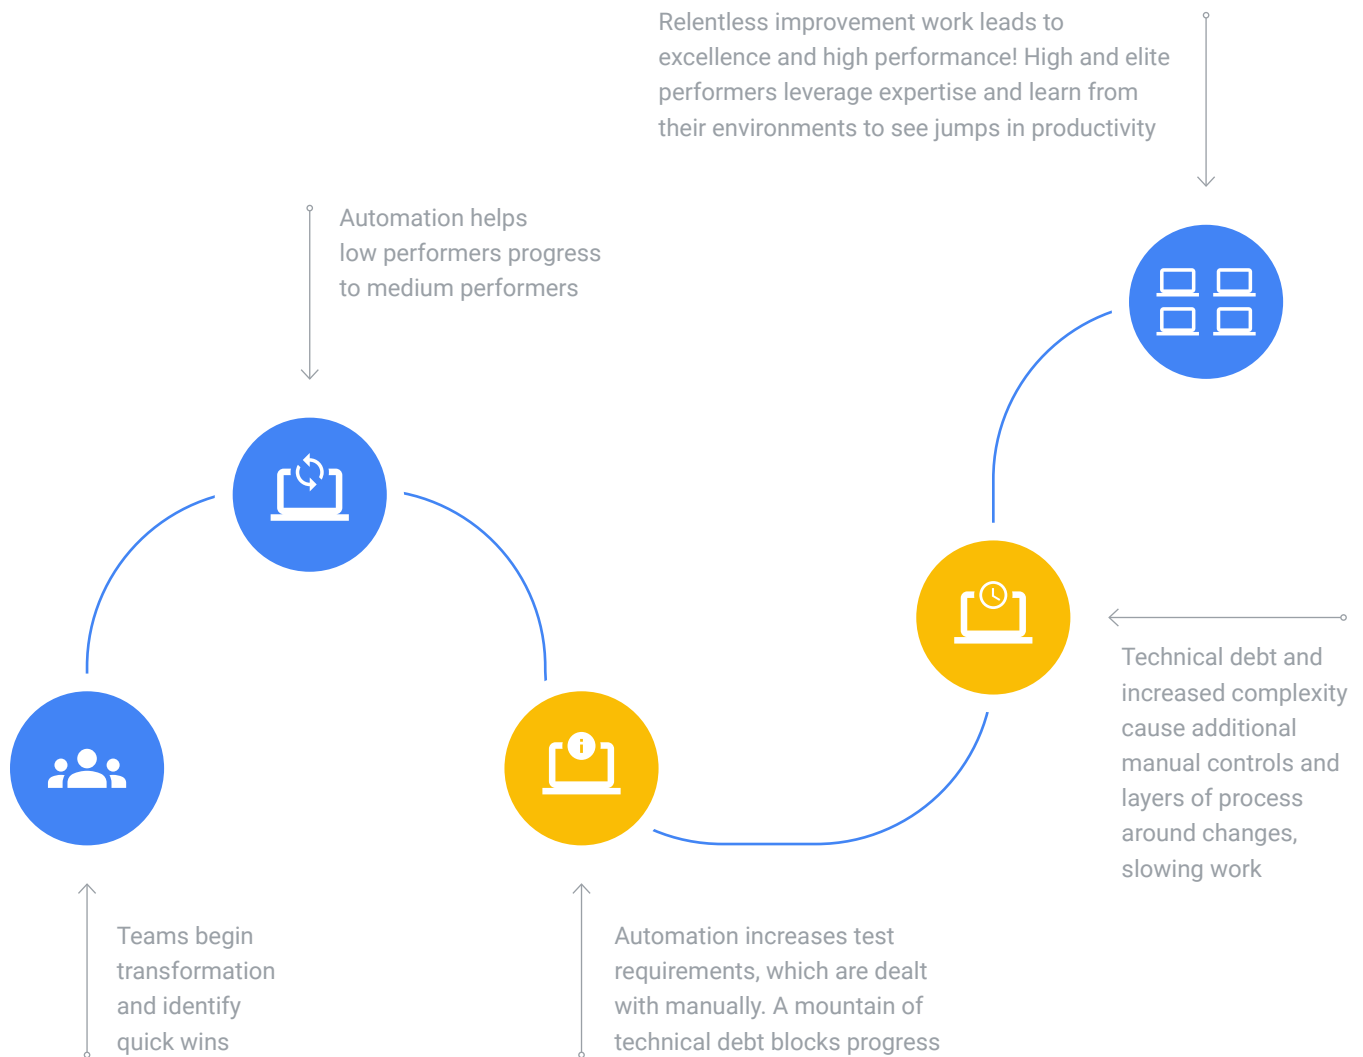 Relentless improvement work leads to
excellence and high performance! High and elite
performers leverage expertise and learn from
their environments to see jumps in productivity
Automation helps
low performers progress
to medium performers
Technical debt and
increased complexity
cause additional
manual controls and
layers of process
around changes,
slowing work
Teams begin
transformation
and identify
quick wins
Automation increases test
requirements, which are dealt
with manually. A mountain of
technical debt blocks progress